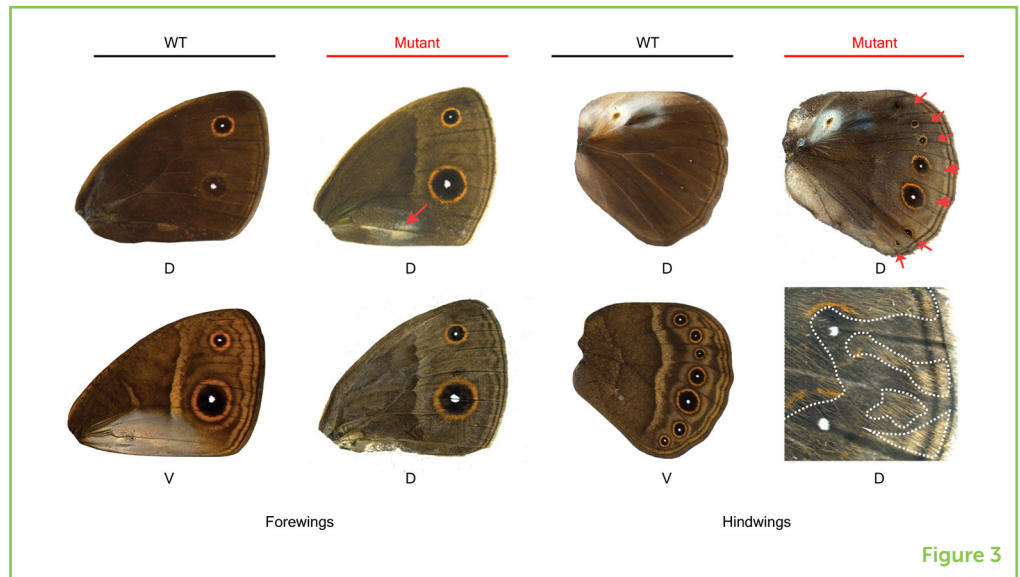 WT Mutant WT Mutant
D D D D
V D V D
Forewings Hindwings
Figure 3